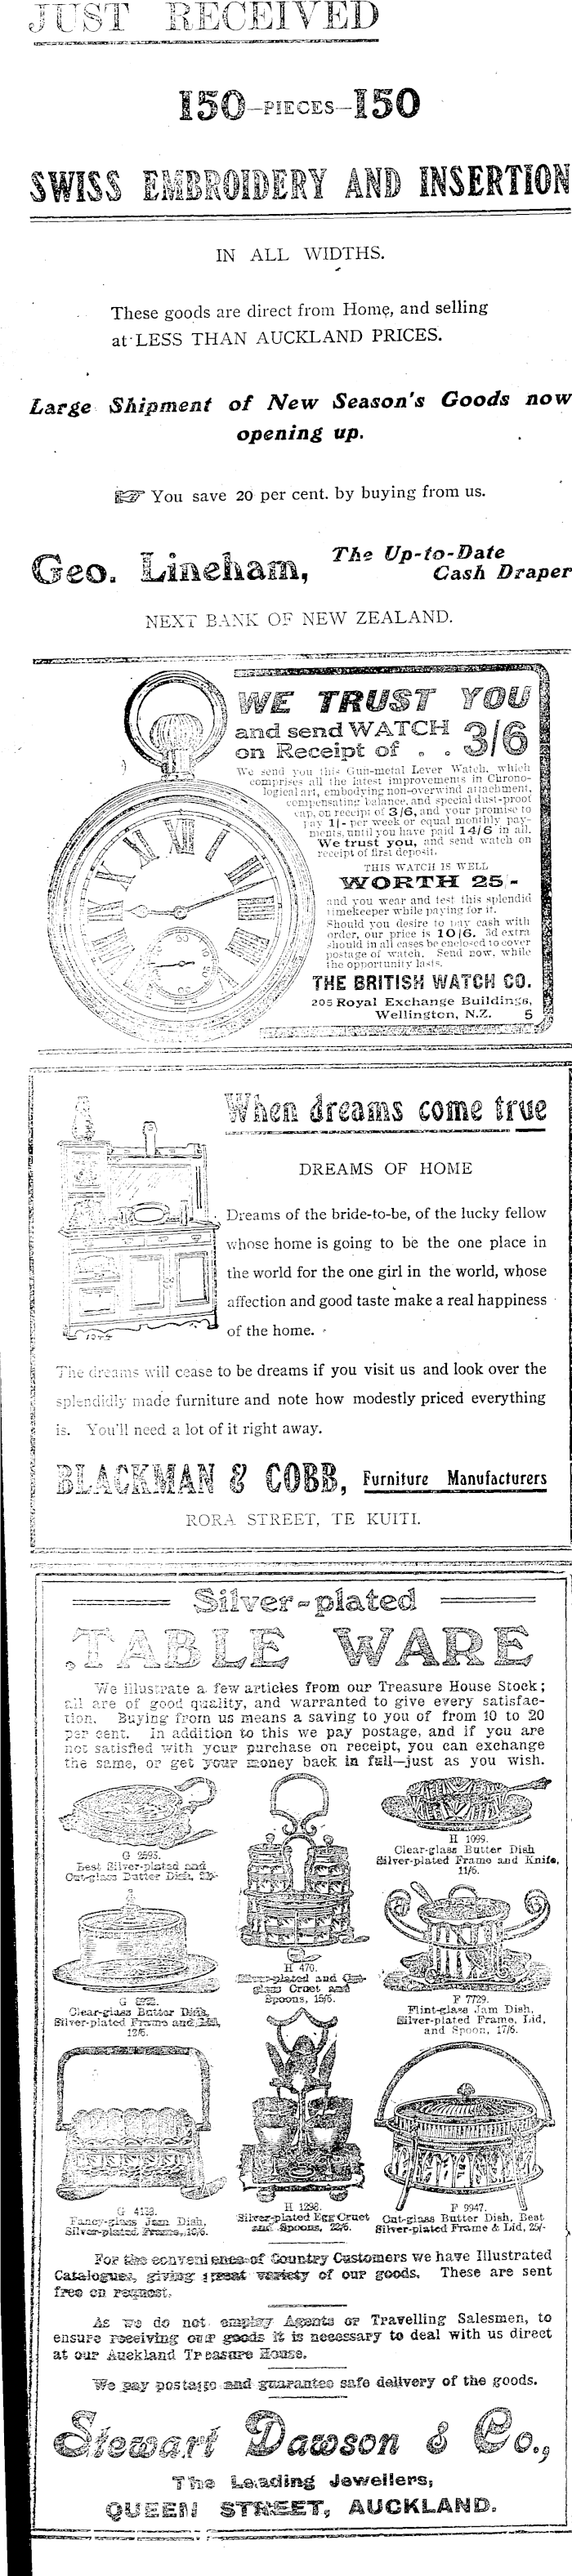 JUST RECEIVED
150—PIECES—150
SWISS EMBROIDERY AND INSERTION
IN ALL WIDTHS.
These goods are direct from Home, and selling
at LESS THAN AUCKLAND PRICES.
Large Shipment of New Season's Goods now
opening up.
☞ You save 20 per cent. by buying from us.
Geo. Lineham, The Up-to-Date
Cash Draper
NEXT BANK OF NEW ZEALAND.
WE TRUST YOU
and send WATCH 3/6
on Receipt of . .
We send you this Gun-metal Lever Watch, which
comprises all the latest improvements in Chrono-
logical art, embodying non-overwind attachment,
compensating balance, and special dust-proot
cap, on receipt of 3/6, and your promise to
pay 1/- per week or equal monthly pay-
ments, until you have paid 14/6 in all.
We trust you, and send watch on
receipt of first deposit.
THIS WATCH IS WELL
WORTH 25/-
and you wear and test this splendid
timekeeper while paying for it.
Should you desire to pay cash with
order, our price is 10/6. 3d extra
should in all cases be enclosed to cover
postage of watch. Send now, while
the opportunity lasts.
THE BRITISH WATCH CO.
205 Royal Exchange Buildings,
Wellington, N.Z. 5
When dreams come true
DREAMS OF HOME
Dreams of the bride-to-be, of the lucky fellow
whose home is going to be the one place in
the world for the one girl in the world, whose
affection and good taste make a real happiness
of the home.
The dreams will cease to be dreams if you visit us and look over the
splendidly made furniture and note how modestly priced everything
is. You'll need a lot of it right away.
BLACKMAN & COBB, Furniture Manufacturers
RORA STREET, TE KUITI.
Silver-plated
TABLE WARE
We illustrate a few articles from our Treasure House Stock;
all are of good quality, and warranted to give every satisfac-
tion. Buying from us means a saving to you of from 10 to 20
per cent. In addition to this we pay postage, and if you are
not satisfied with your purchase on receipt, you can exchange
the same, or get your money back in full—just as you wish.
G 9595.
Best Silver-plated and
Cut-glass Butter Dish,
H 1099.
Clear-glass Butter Dish
Silver-plated Frame and Knife,
11/6.
H 470.
Silver-plated and Cut-
glass Cruet and
Spoons, 15/6.
G
Clear-glass Butter Dish,
Silver-plated Frame and Lid,
12/6.
F 7729.
Flint-glass Jam Dish,
Silver-plated Frame, Lid,
and Spoon, 17/6.
G 4138.
Fancy-glass Jam Dish,
Silver-plated Frame, 10/6.
H 1298.
Silver-plated Egg Cruet
and Spoons, 22/6.
F 9947.
Cut-glass Butter Dish, Best
Silver-plated Frame & Lid, 25/-
For the convenience of Country Customers we have Illustrated
Catalogues, giving great variety of our goods. These are sent
free on request.
As we do not employ Agents or Travelling Salesmen, to
ensure receiving our goods it is necessary to deal with us direct
at our Auckland Treasure House.
We pay postage and guarantee safe delivery of the goods.
Stewart Dawson & Co.,
The Leading Jewellers,
QUEEN STREET, AUCKLAND.